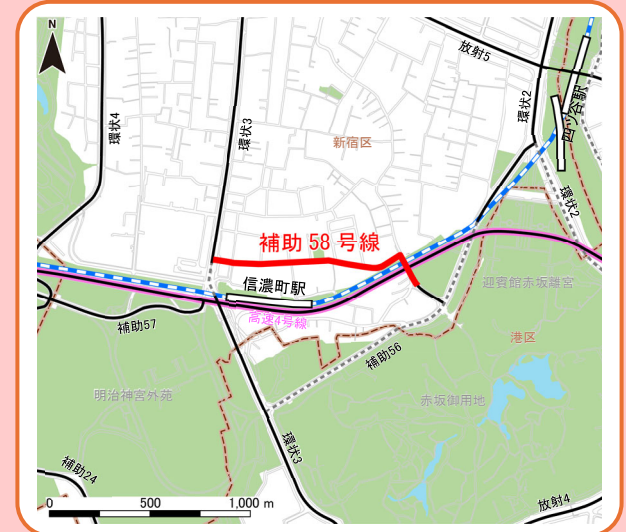 N
放射5
環状2
四ツ谷駅
環状4
環状3
新宿区
環状2
補助 58 号線
信濃町駅
迎賓館赤坂離宮
高速4号線
補助57
港区
補助56
明治神宮外苑
赤坂御用地
環状3
補助24
0 500 1,000 m
放射4